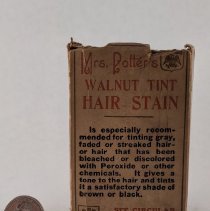 Mrs. Potter's
WALNUT TINT
HAIR STAIN
Is especially recom-
mended for tinting gray,
faded or streaked hair—
or hair that has been
bleached or discolored
with Peroxide or other
chemicals. It gives a
tone to the hair and tints
it a satisfactory shade of
brown or black.
SEE CIRCULAR